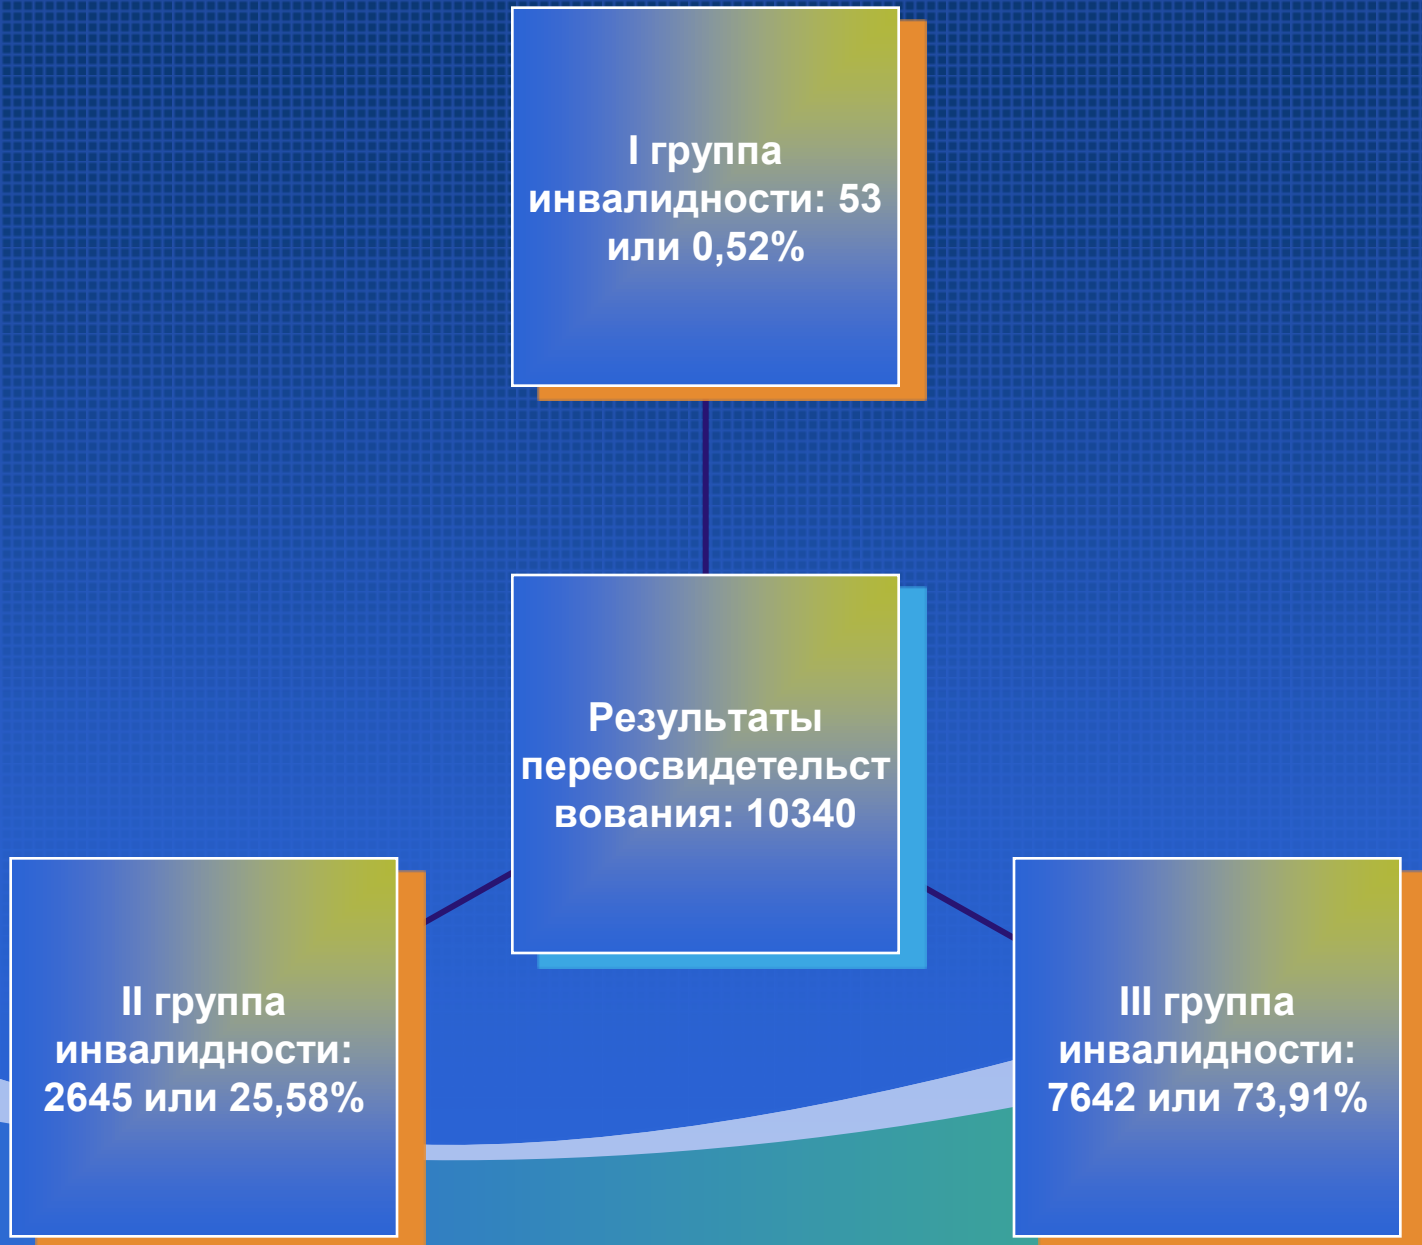 I группа
инвалидности: 53
или 0,52%
Результаты
переосвидетельст
вования: 10340
II группа
инвалидности:
2645 или 25,58%
III группа
инвалидности:
7642 или 73,91%